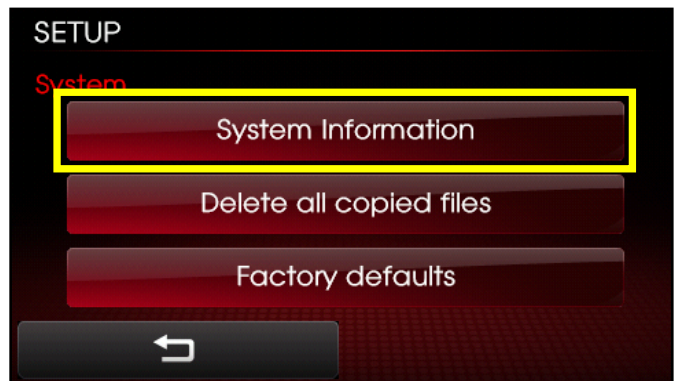 SETUP
System
System Information
Delete all copied files
Factory defaults